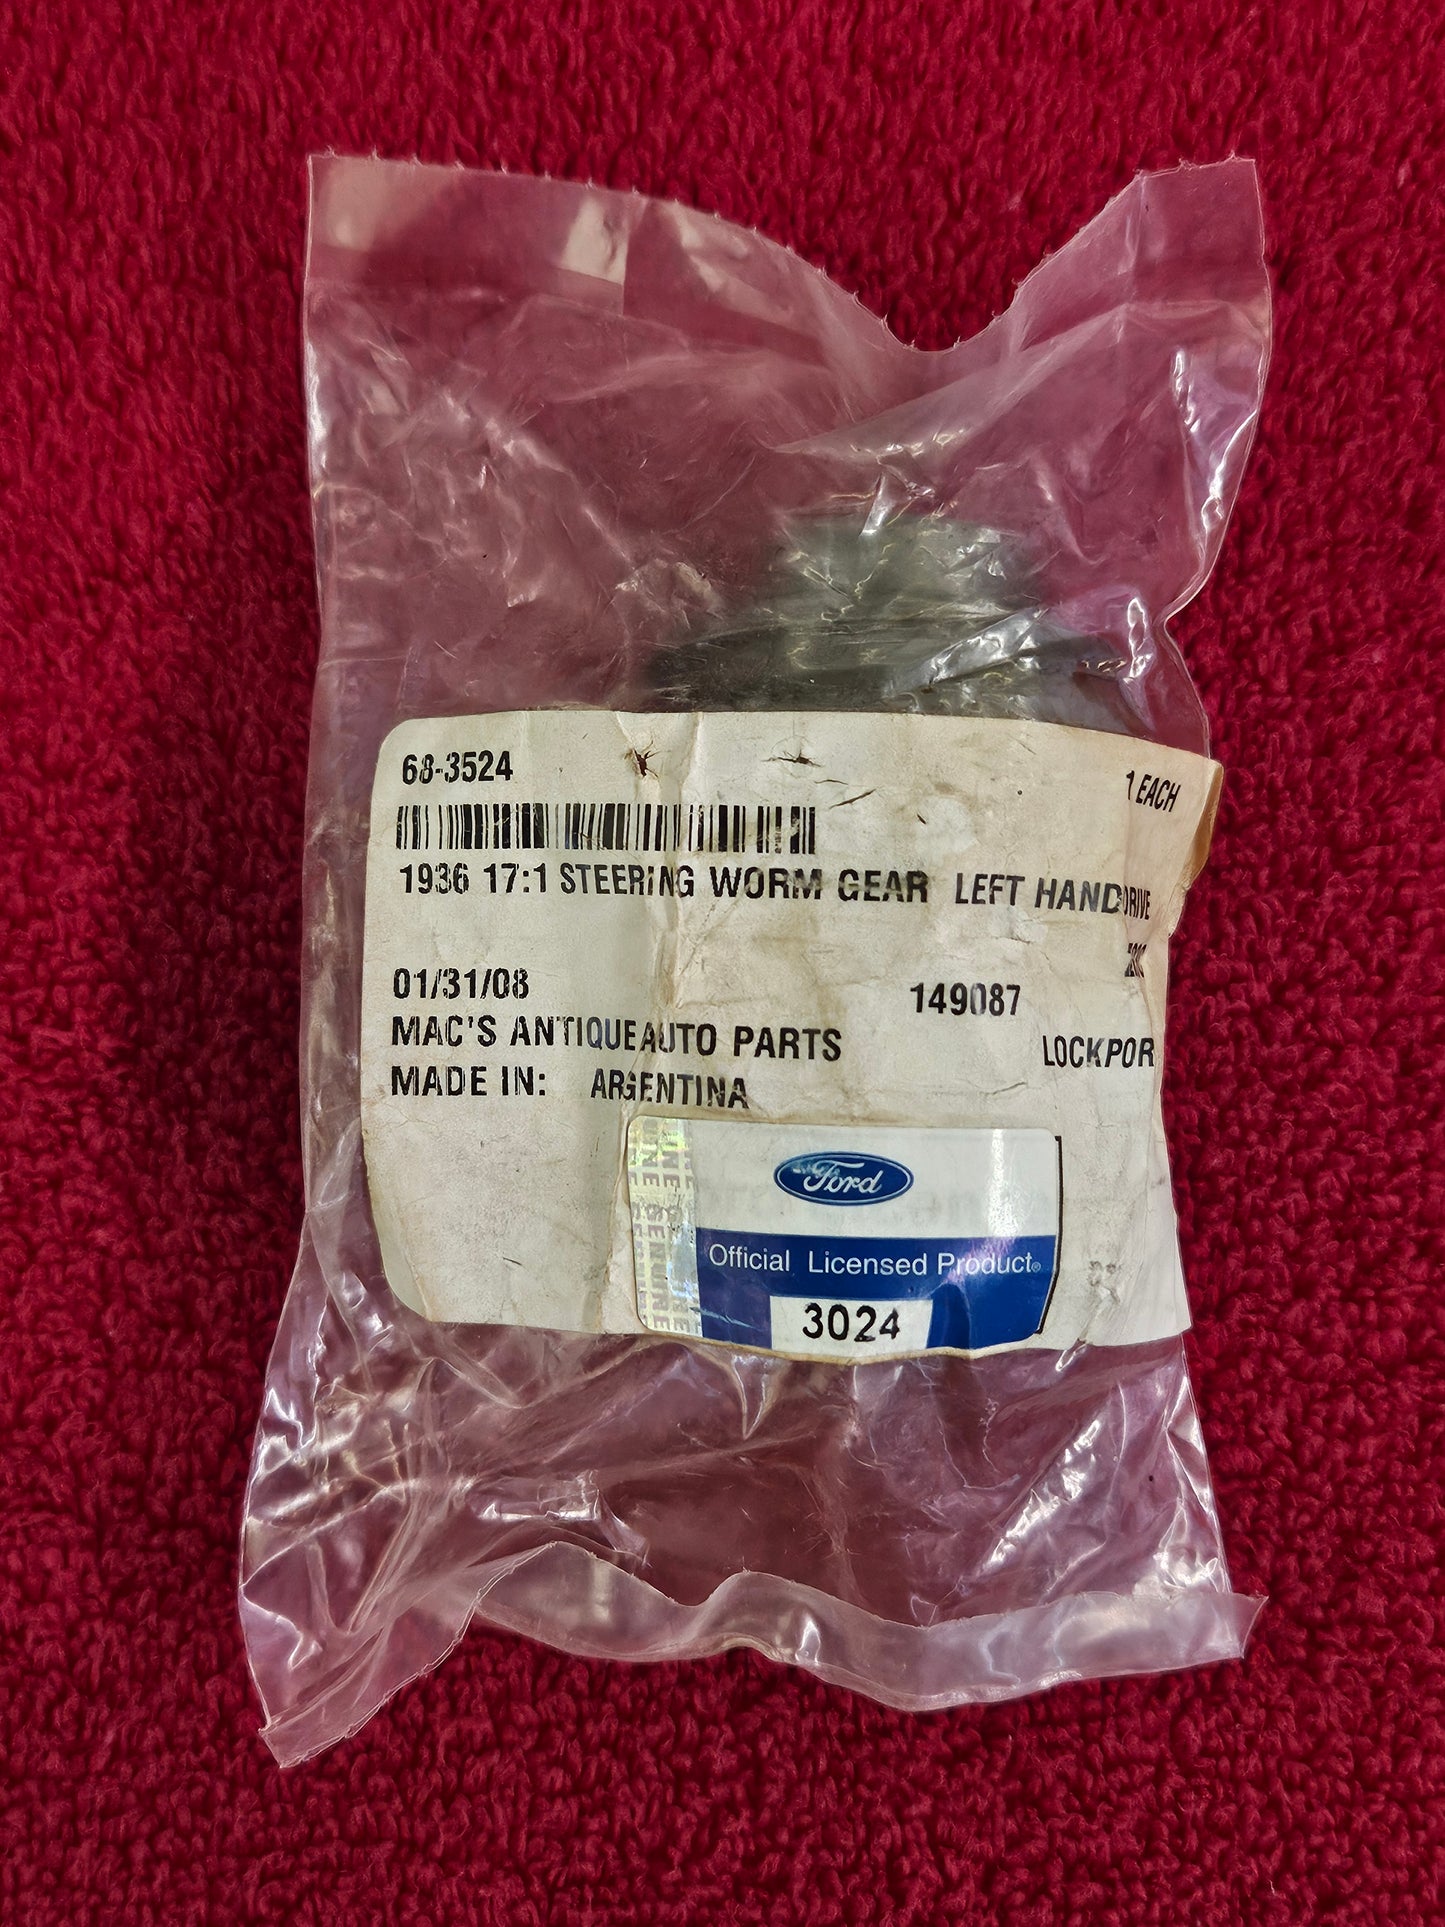 68-3524
1 EACH
1936 17:1 STEERING WORM GEAR LEFT HAND DRIVE
01/31/08
149087
MAC'S ANTIQUE AUTO PARTS
LOCKPOR
MADE IN: ARGENTINA
Ford
Official Licensed Product®
3024
GENUINE